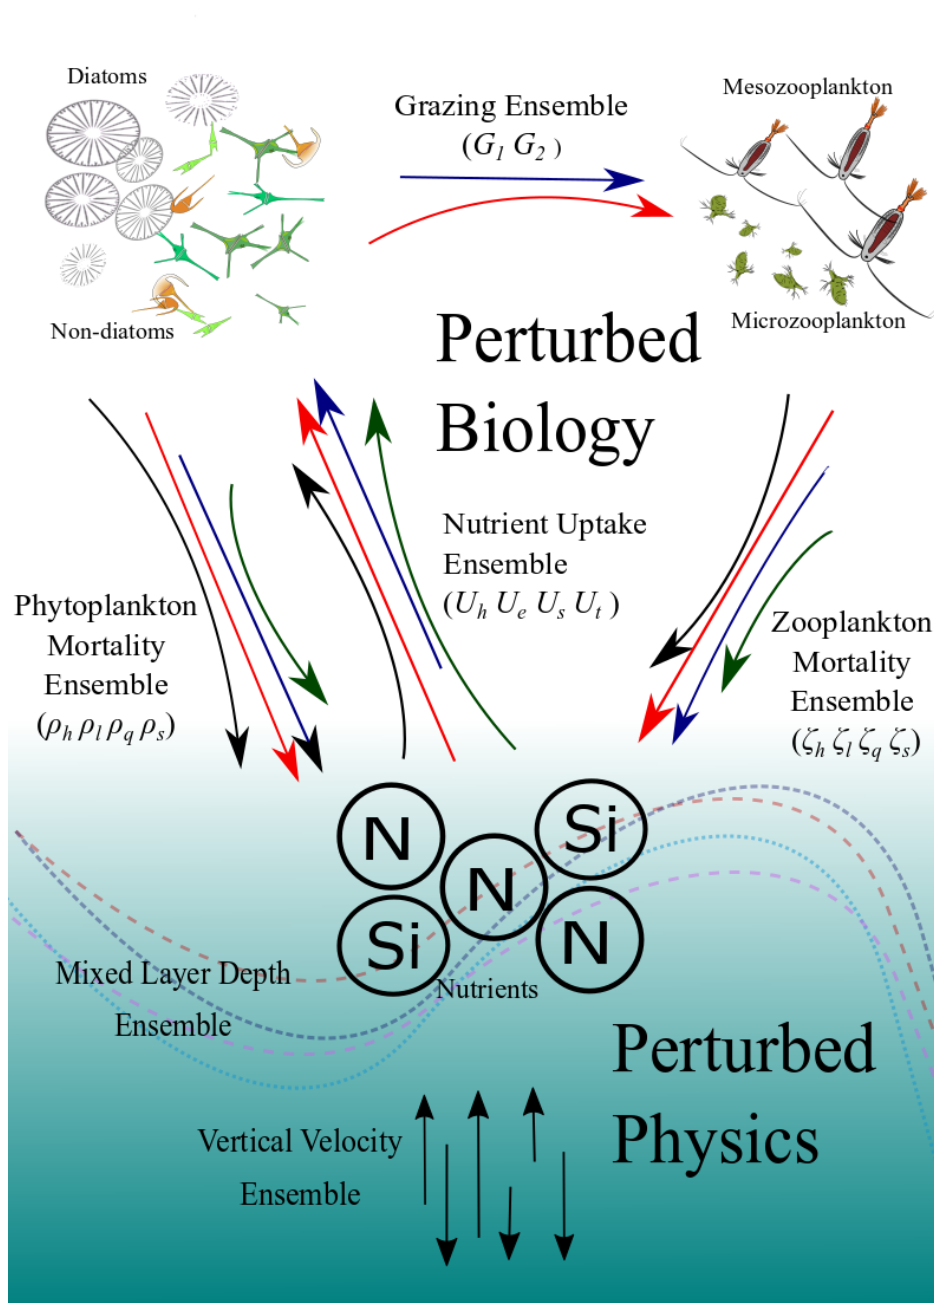 Diatoms
Mesozooplankton
Grazing Ensemble
(G₁ G₂ )
Non-diatoms
Microzooplankton
Perturbed
Biology
Nutrient Uptake
Ensemble
(Uₕ Uₑ Uₛ Uₜ )
Phytoplankton
Mortality
Ensemble
(ρₕ ρₗ ρ_q ρₛ)
Zooplankton
Mortality
Ensemble
(ζₕ ζₗ ζ_q ζₛ)
N
Si
N
Si
N
Nutrients
Mixed Layer Depth
Ensemble
Perturbed
Physics
Vertical Velocity
Ensemble